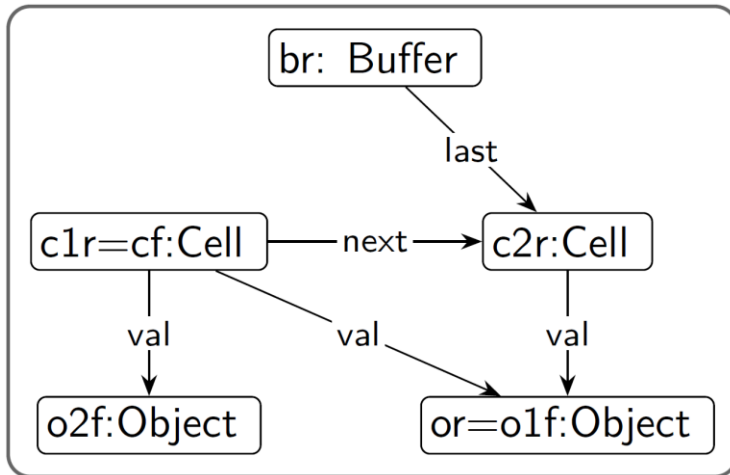 br: Buffer
last
c1r=cf:Cell
next
c2r:Cell
val
val
val
o2f:Object
or=o1f:Object